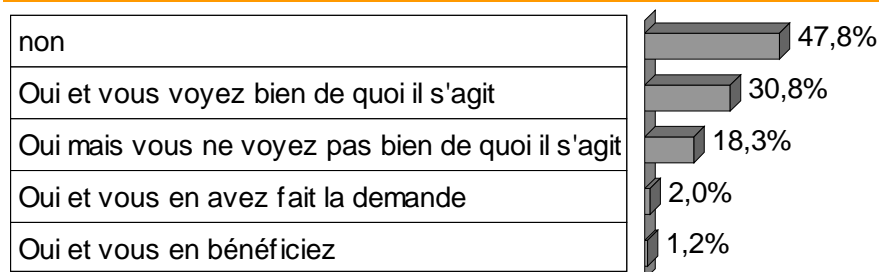 non 47,8%
Oui et vous voyez bien de quoi il s'agit 30,8%
Oui mais vous ne voyez pas bien de quoi il s'agit 18,3%
Oui et vous en avez fait la demande 2,0%
Oui et vous en bénéficiez 1,2%